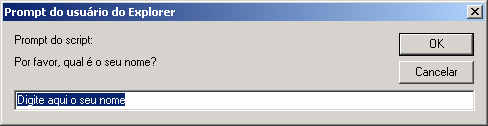 Prompt do usuário do Explorer
Prompt do script:
OK
Por favor, qual é o seu nome?
Cancelar
Digite aqui o seu nome